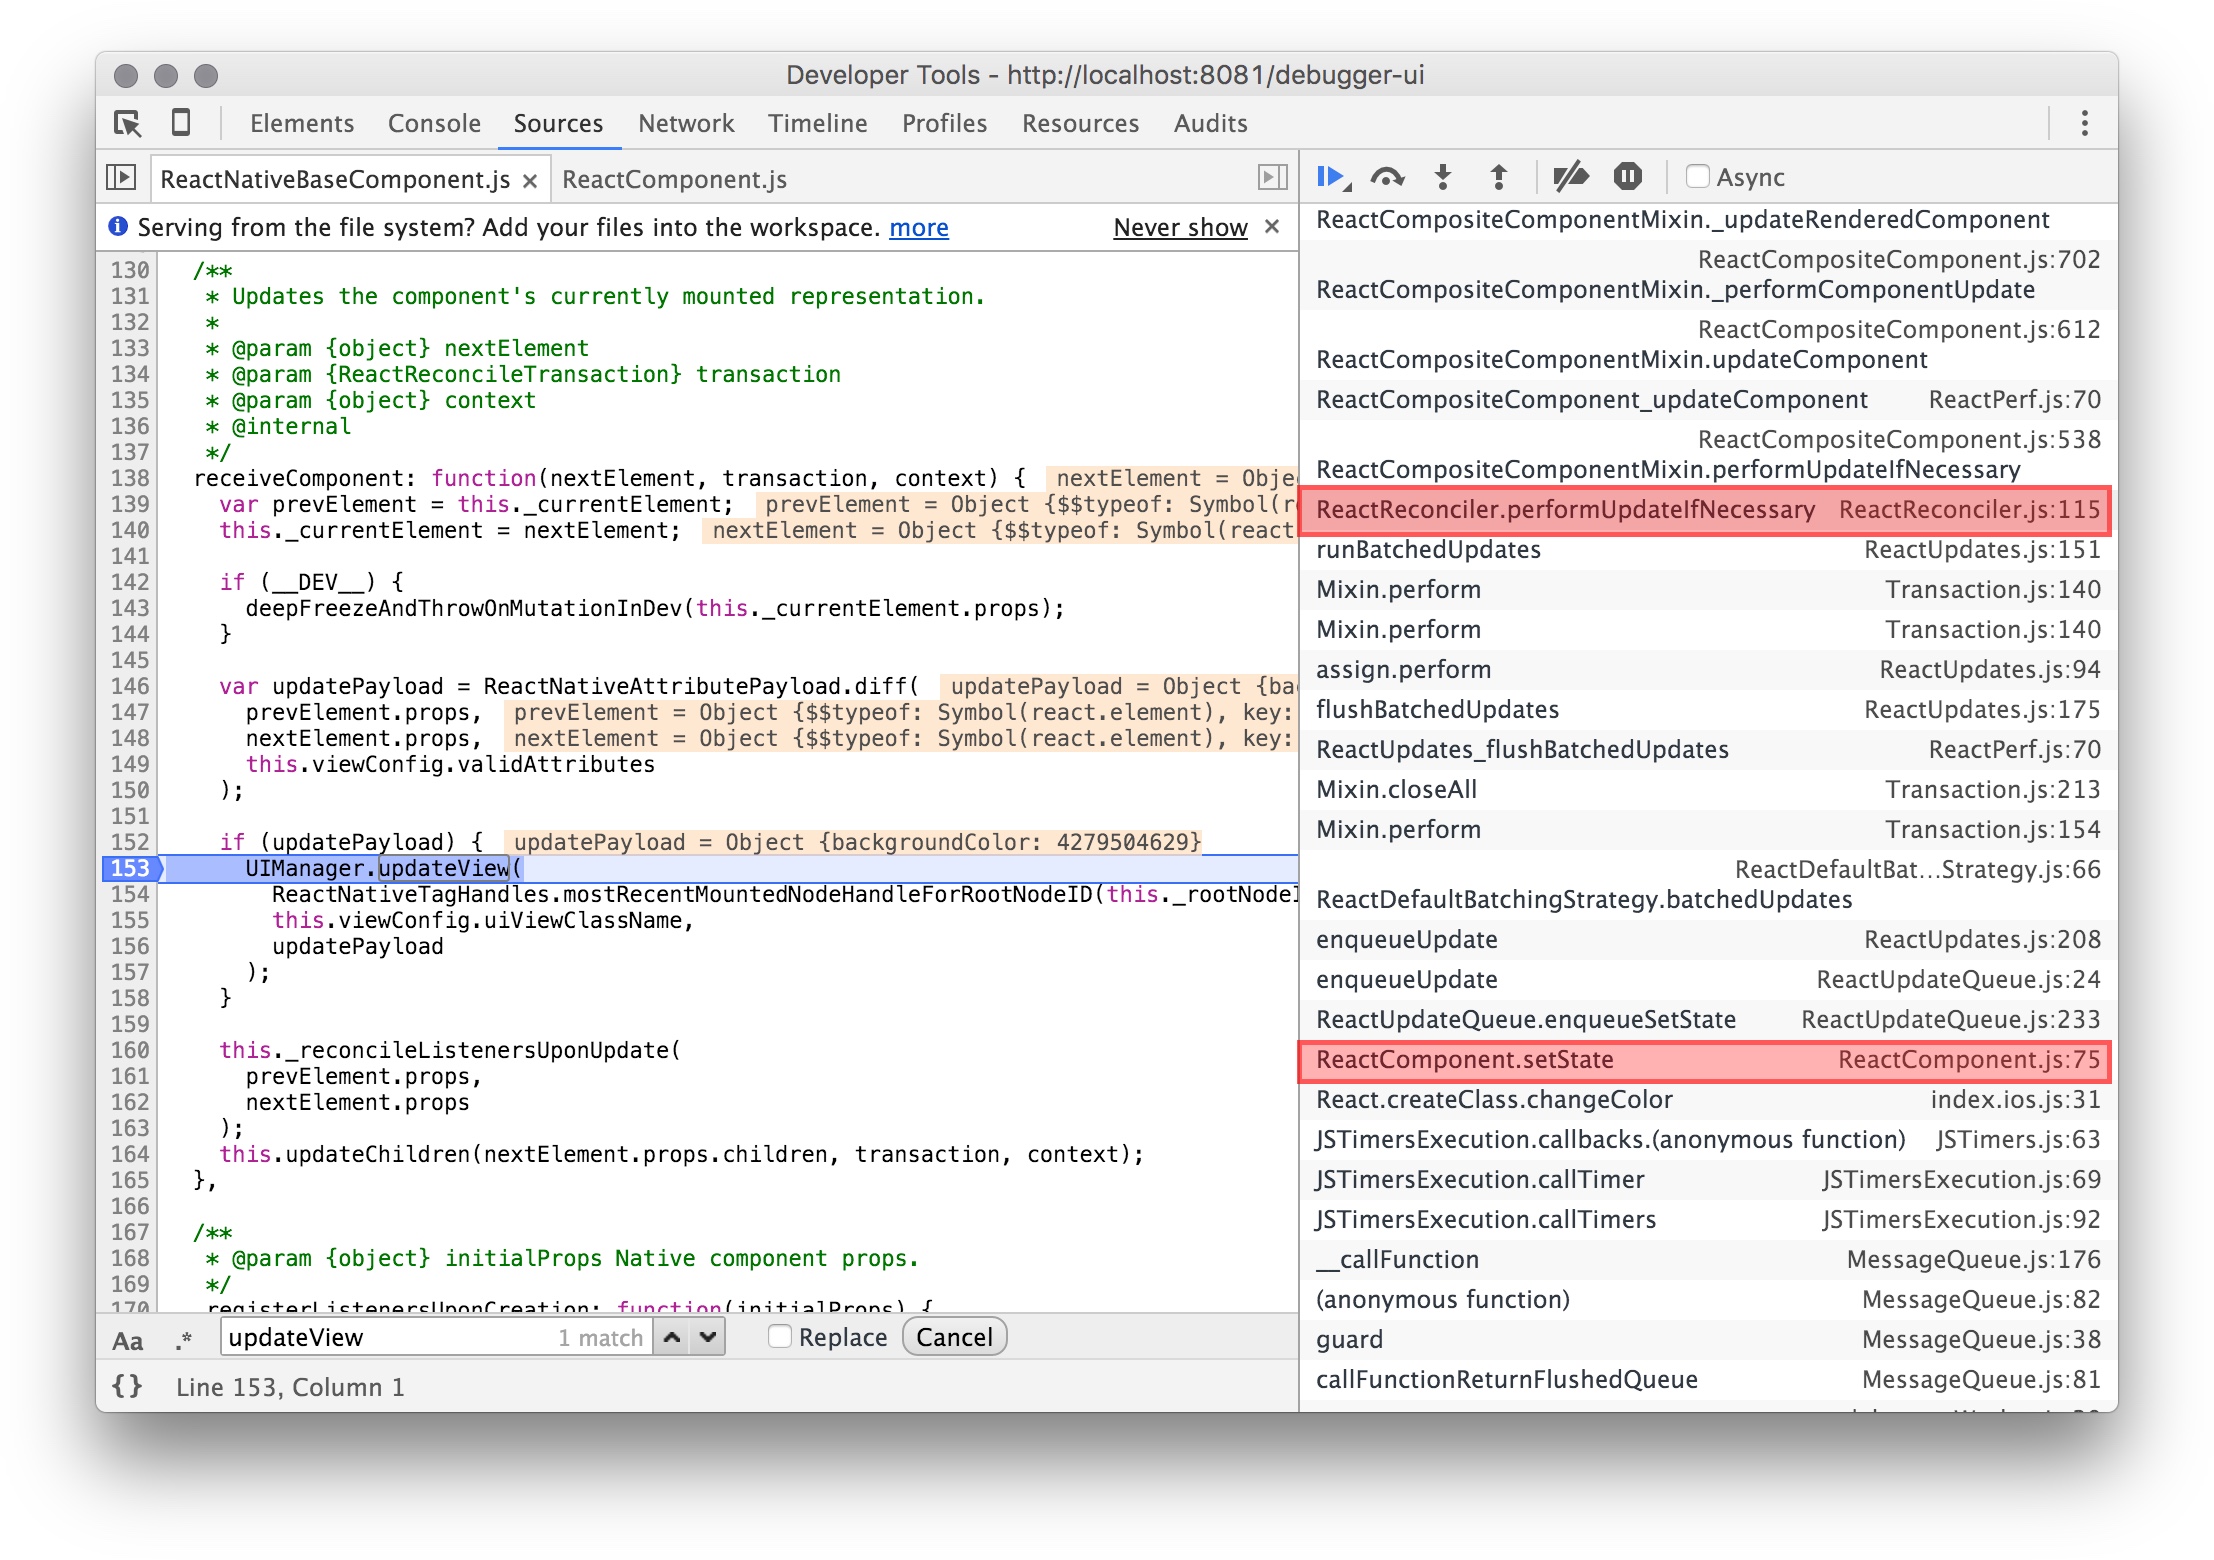 Developer Tools - http://localhost:8081/debugger-ui
Elements Console Sources Network Timeline Profiles Resources Audits
ReactNativeBaseComponent.js × ReactComponent.js
Serving from the file system? Add your files into the workspace. more Never show ×
130 /**
131 * Updates the component's currently mounted representation.
132 *
133 * @param {object} nextElement
134 * @param {ReactReconcileTransaction} transaction
135 * @param {object} context
136 * @internal
137 */
138 receiveComponent: function(nextElement, transaction, context) { nextElement = Obje
139 var prevElement = this._currentElement; prevElement = Object {$$typeof: Symbol(r
140 this._currentElement = nextElement; nextElement = Object {$$typeof: Symbol(react
141
142 if (__DEV__) {
143 deepFreezeAndThrowOnMutationInDev(this._currentElement.props);
144 }
145
146 var updatePayload = ReactNativeAttributePayload.diff( updatePayload = Object {ba
147 prevElement.props, prevElement = Object {$$typeof: Symbol(react.element), key:
148 nextElement.props, nextElement = Object {$$typeof: Symbol(react.element), key:
149 this.viewConfig.validAttributes
150 );
151
152 if (updatePayload) { updatePayload = Object {backgroundColor: 4279504629}
153 UIManager.updateView(
154 ReactNativeTagHandles.mostRecentMountedNodeHandleForRootNodeID(this._rootNodeI
155 this.viewConfig.uiViewClassName,
156 updatePayload
157 );
158 }
159
160 this._reconcileListenersUponUpdate(
161 prevElement.props,
162 nextElement.props
163 );
164 this.updateChildren(nextElement.props.children, transaction, context);
165 },
166
167 /**
168 * @param {object} initialProps Native component props.
169 */
170 registerListenersUponCreation: function(initialProps) {
Aa .* updateView 1 match Replace Cancel
{} Line 153, Column 1
Async
ReactCompositeComponentMixin._updateRenderedComponent
ReactCompositeComponent.js:702
ReactCompositeComponentMixin._performComponentUpdate
ReactCompositeComponent.js:612
ReactCompositeComponentMixin.updateComponent
ReactCompositeComponent_updateComponent ReactPerf.js:70
ReactCompositeComponent.js:538
ReactCompositeComponentMixin.performUpdateIfNecessary
ReactReconciler.performUpdateIfNecessary ReactReconciler.js:115
runBatchedUpdates ReactUpdates.js:151
Mixin.perform Transaction.js:140
Mixin.perform Transaction.js:140
assign.perform ReactUpdates.js:94
flushBatchedUpdates ReactUpdates.js:175
ReactUpdates_flushBatchedUpdates ReactPerf.js:70
Mixin.closeAll Transaction.js:213
Mixin.perform Transaction.js:154
ReactDefaultBat...Strategy.js:66
ReactDefaultBatchingStrategy.batchedUpdates
enqueueUpdate ReactUpdates.js:208
enqueueUpdate ReactUpdateQueue.js:24
ReactUpdateQueue.enqueueSetState ReactUpdateQueue.js:233
ReactComponent.setState ReactComponent.js:75
React.createClass.changeColor index.ios.js:31
JSTimersExecution.callbacks.(anonymous function) JSTimers.js:63
JSTimersExecution.callTimer JSTimersExecution.js:69
JSTimersExecution.callTimers JSTimersExecution.js:92
__callFunction MessageQueue.js:176
(anonymous function) MessageQueue.js:82
guard MessageQueue.js:38
callFunctionReturnFlushedQueue MessageQueue.js:81